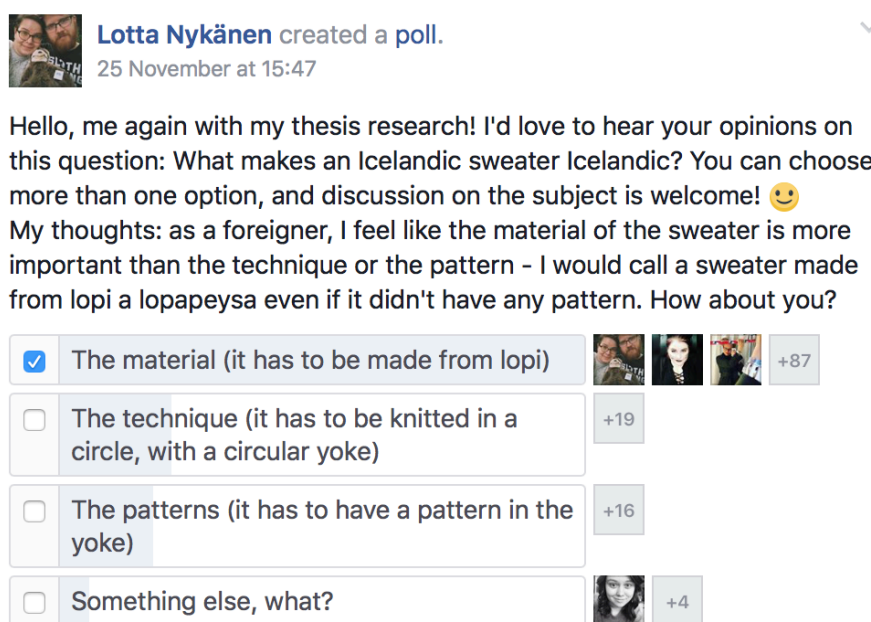 Lotta Nykänen created a poll.
25 November at 15:47
Hello, me again with my thesis research! I'd love to hear your opinions on
this question: What makes an Icelandic sweater Icelandic? You can choose
more than one option, and discussion on the subject is welcome! 🙂
My thoughts: as a foreigner, I feel like the material of the sweater is more
important than the technique or the pattern - I would call a sweater made
from lopi a lopapeysa even if it didn't have any pattern. How about you?
The material (it has to be made from lopi)
+87
The technique (it has to be knitted in a
circle, with a circular yoke)
+19
The patterns (it has to have a pattern in the
yoke)
+16
Something else, what?
+4